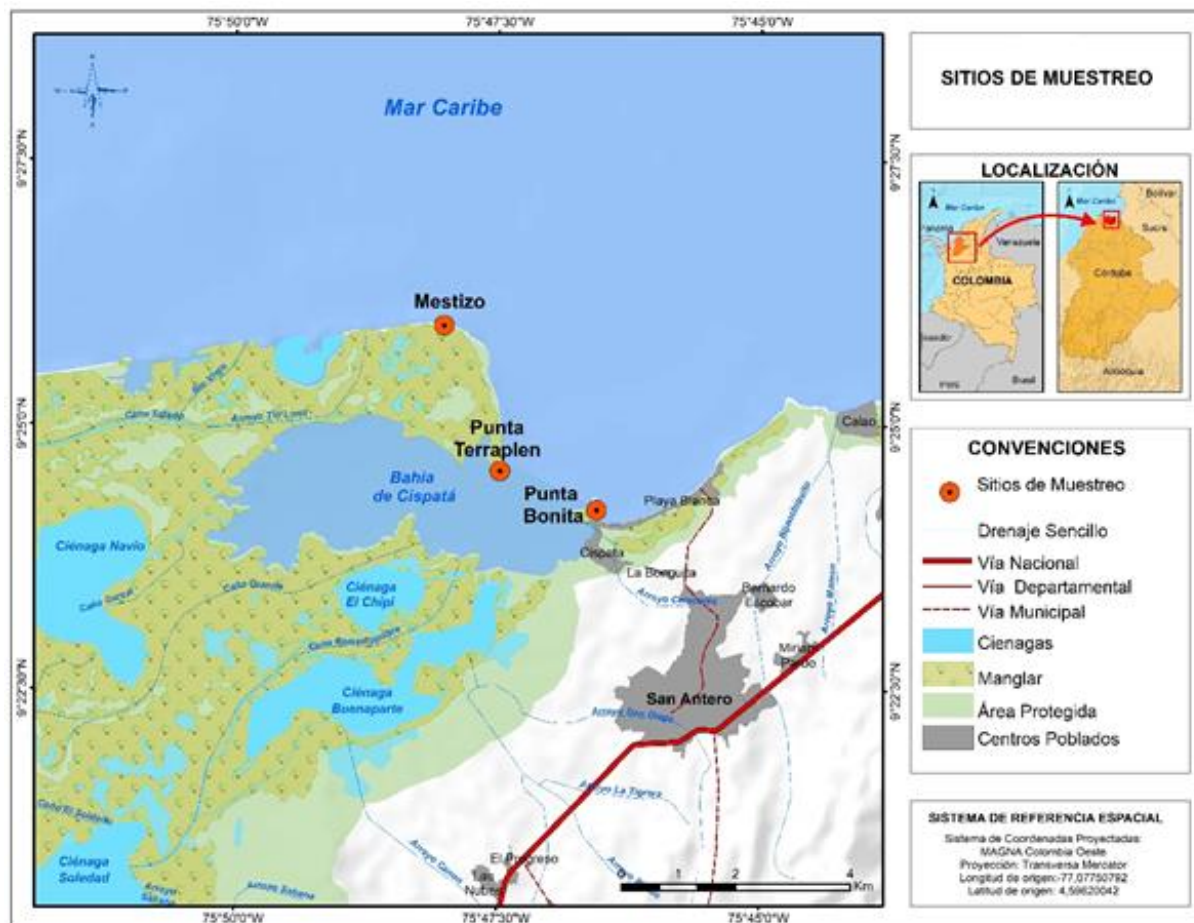 75°50'0"W
75°47'30"W
75°45'0"W
9°27'30"N
9°27'30"N
Mar Caribe
Mestizo
9°25'0"N
9°25'0"N
Calao
Punta
Terraplen
Bahía
de Cispatá
Punta
Bonita
Playa Blanca
Cispata
Ciénaga Navío
Caño Grande
Ciénaga
El Chipi
Bernardo
Escobar
9°22'30"N
9°22'30"N
Ciénaga
Buenaparte
San Antero
El Progreso
Las
Nubes
Ciénaga
Soledad
0
1
2
4
Km
75°50'0"W
75°47'30"W
75°45'0"W
SITIOS DE MUESTREO
LOCALIZACIÓN
Mar Caribe
Venezuela
COLOMBIA
Brasil
Mar Caribe
Bolívar
Sucre
Córdoba
Antioquia
CONVENCIONES
Sitios de Muestreo
Drenaje Sencillo
Vía Nacional
Vía Departamental
Vía Municipal
Cienagas
Manglar
Área Protegida
Centros Poblados
SISTEMA DE REFERENCIA ESPACIAL
Sistema de Coordenadas Proyectadas:
MAGNA Colombia Oeste
Proyección: Transversa Mercator
Longitud de origen:-77,07750792
Latitud de origen: 4,59620042